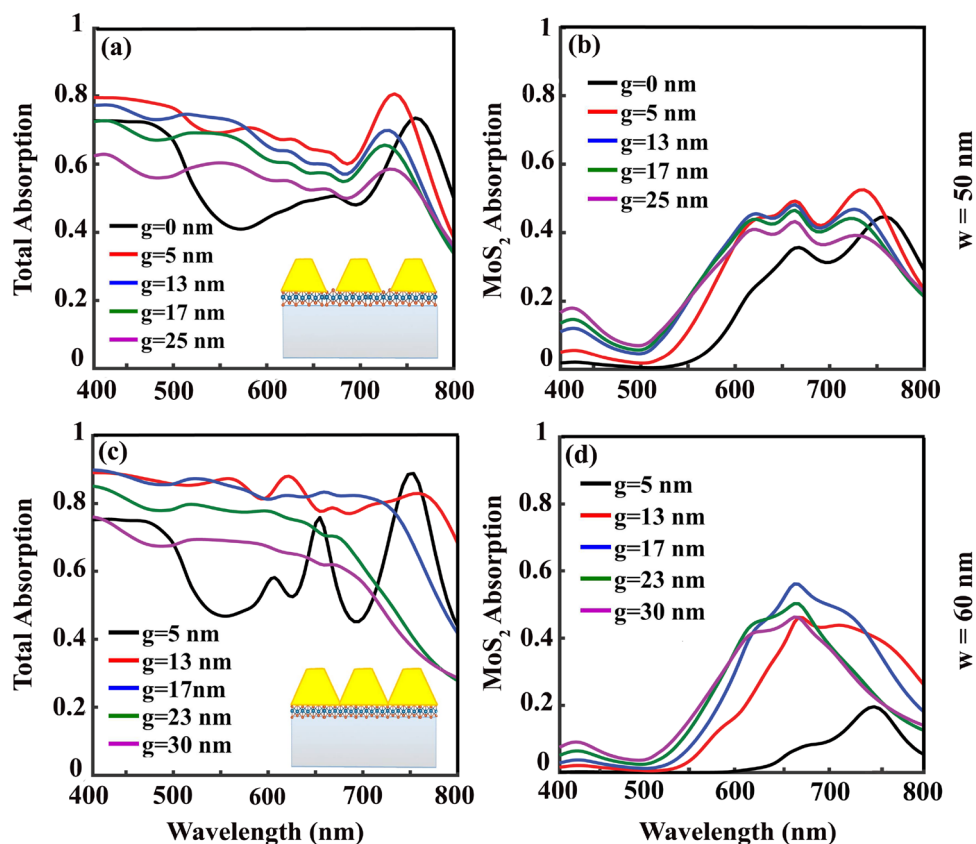 (a)
Total Absorption
1
0.8
0.6
0.4
0.2
0
g=0 nm
g=5 nm
g=13 nm
g=17 nm
g=25 nm
400
500
600
700
800
(b)
MoS2 Absorption
1
0.8
0.6
0.4
0.2
0
g=0 nm
g=5 nm
g=13 nm
g=17 nm
g=25 nm
400
500
600
700
800
w = 50 nm
(c)
Total Absorption
1
0.8
0.6
0.4
0.2
0
g=5 nm
g=13 nm
g=17nm
g=23 nm
g=30 nm
400
500
600
700
800
Wavelength (nm)
(d)
MoS2 Absorption
1
0.8
0.6
0.4
0.2
0
g=5 nm
g=13 nm
g=17 nm
g=23 nm
g=30 nm
400
500
600
700
800
Wavelength (nm)
w = 60 nm